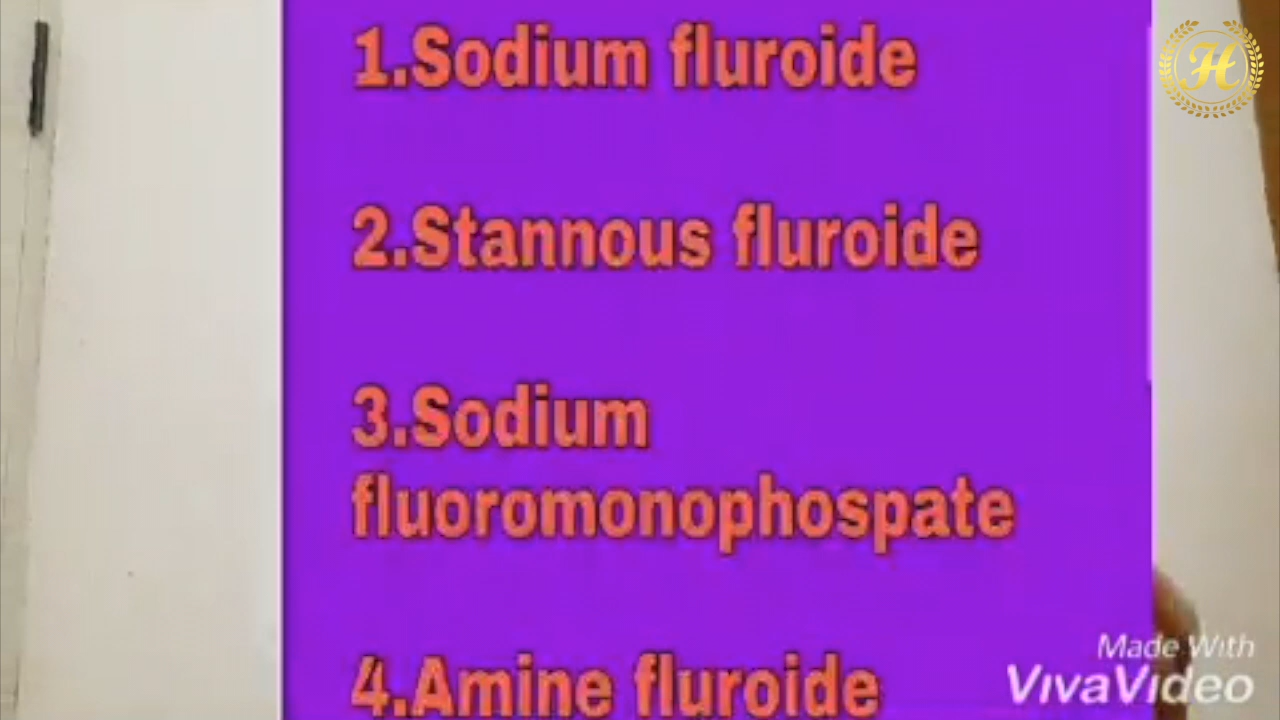 1.Sodium fluroide
2.Stannous fluroide
3.Sodium
fluoromonophospate
4.Amine fluroide
H
Made With
VivaVideo